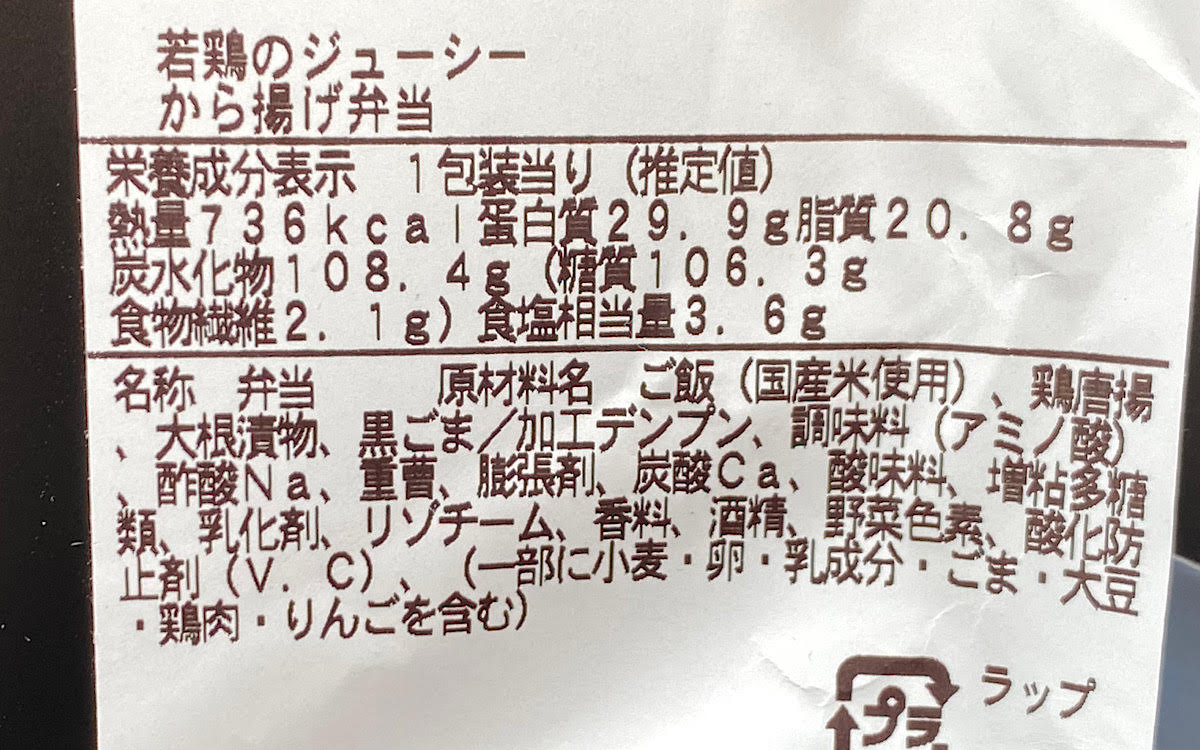 若鶏のジューシー
から揚げ弁当
栄養成分表示　１包装当り（推定値）
熱量７３６ｋｃａｌ蛋白質２９．９ｇ脂質２０．８ｇ
炭水化物１０８．４ｇ（糖質１０６．３ｇ
食物繊維２．１ｇ）食塩相当量３．６ｇ
名称　弁当　　　原材料名　ご飯（国産米使用）、鶏唐揚
、大根漬物、黒ごま／加工デンプン、調味料（アミノ酸）
、酢酸Ｎａ、重曹、膨張剤、炭酸Ｃａ、酸味料、増粘多糖
類、乳化剤、リゾチーム、香料、酒精、野菜色素、酸化防
止剤（Ｖ．Ｃ）、（一部に小麦・卵・乳成分・ごま・大豆
・鶏肉・りんごを含む）
プラ
ラップ